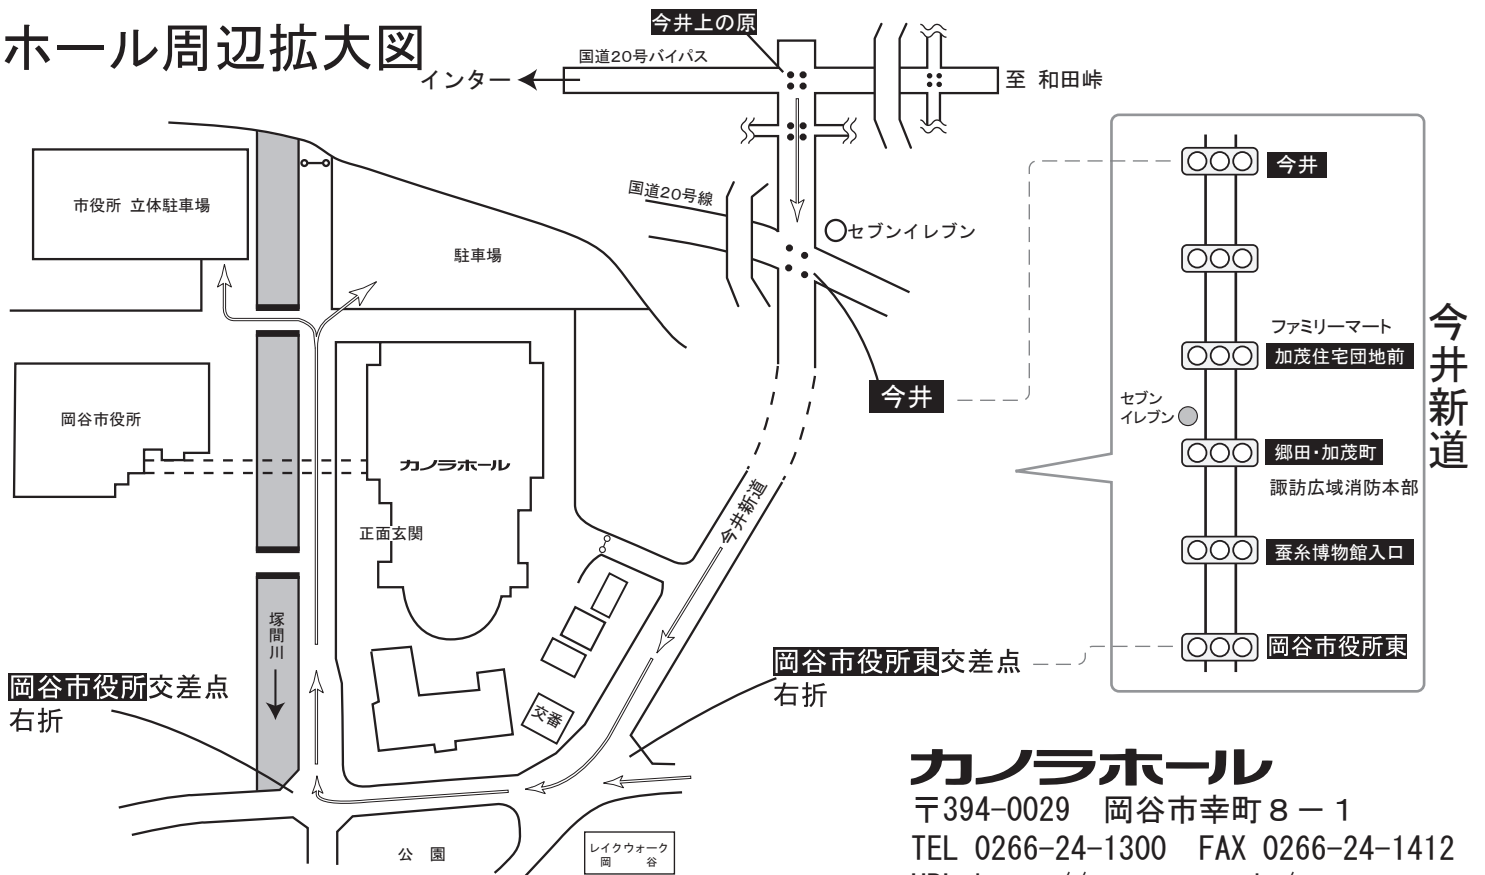 ホール周辺拡大図
今井上の原
国道20号バイパス
インター
至 和田峠
国道20号線
セブンイレブン
市役所 立体駐車場
駐車場
今井
岡谷市役所
カノラホール
正面玄関
今井新道
塚間川
岡谷市役所交差点
右折
岡谷市役所東交差点
右折
交番
公 園
レイクウォーク
岡 谷
今井
ファミリーマート
加茂住宅団地前
セブン
イレブン
郷田・加茂町
諏訪広域消防本部
蚕糸博物館入口
岡谷市役所東
今井新道
カノラホール
〒394-0029 岡谷市幸町8-1
TEL 0266-24-1300 FAX 0266-24-1412